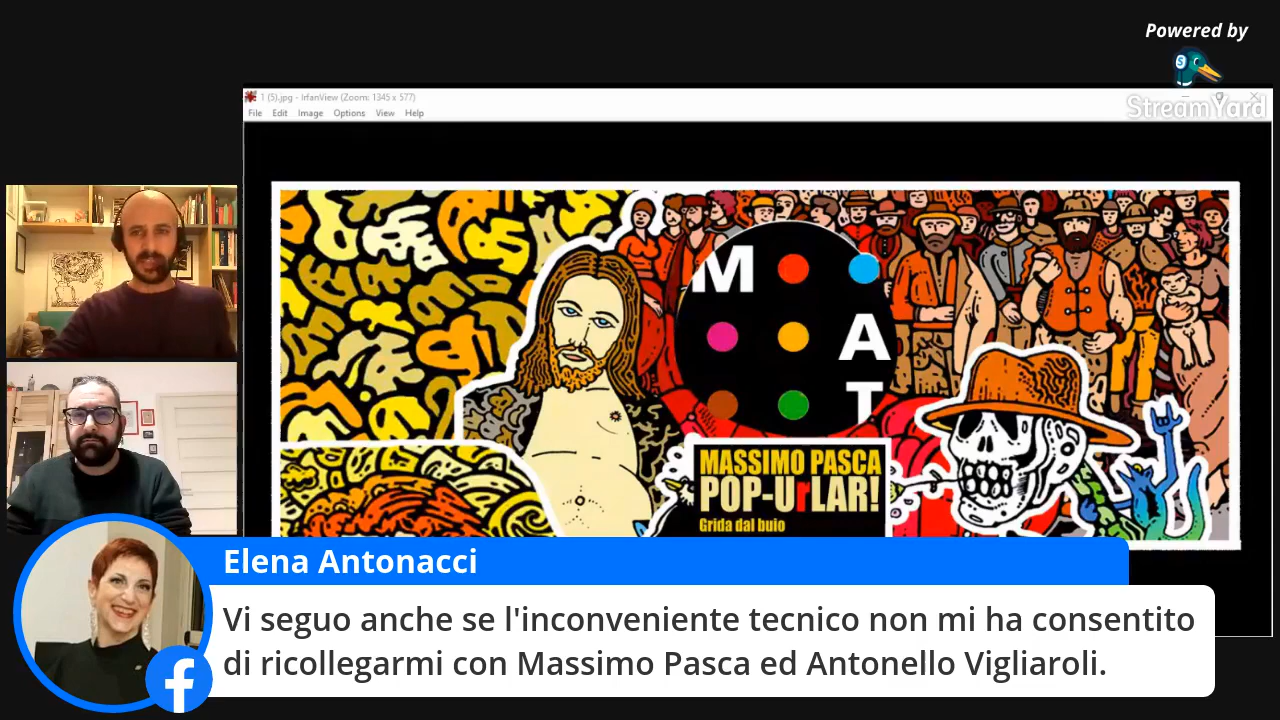 Powered by
StreamYard
1 (5).jpg - IrfanView (Zoom: 1345 x 577)
File Edit Image Options View Help
M
A
T
MASSIMO PASCA
POP-UrLAR!
Grida dal buio
Elena Antonacci
Vi seguo anche se l'inconveniente tecnico non mi ha consentito
di ricollegarmi con Massimo Pasca ed Antonello Vigliaroli.